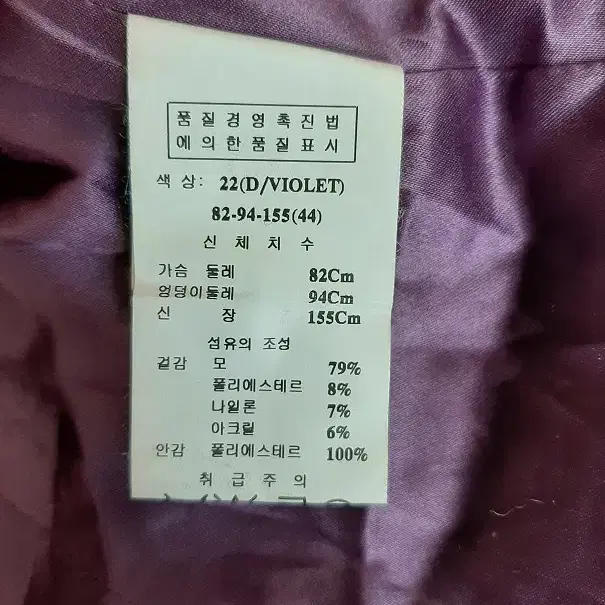 품질경영촉진법
에의한품질표시
색상: 22(D/VIOLET)
82-94-155(44)
신체치수
가슴 둘레 82Cm
엉덩이둘레 94Cm
신 장 155Cm
섬유의 조성
겉감 모 79%
폴리에스테르 8%
나일론 7%
아크릴 6%
안감 폴리에스테르 100%
취급주의